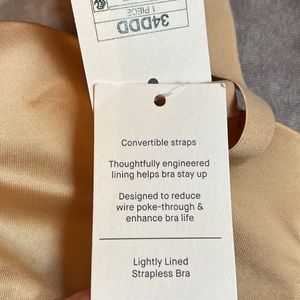 34DDD
1 PIECE
Convertible straps
Thoughtfully engineered
lining helps bra stay up
Designed to reduce
wire poke-through &
enhance bra life
Lightly Lined
Strapless Bra